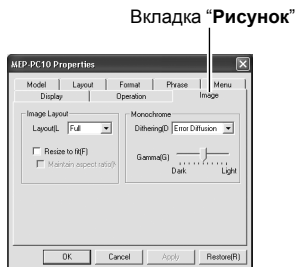 Вкладка “Рисунок”
MEP-PC10 Properties
Model Layout Format Phrase Menu
Display Operation Image
Image Layout
Layout(L Full
Resize to fit(F)
Maintain aspect ratio(
Monochrome
Dithering(D Error Diffusion
Gamma(G)
Dark Light
OK Cancel Apply Restore(R)